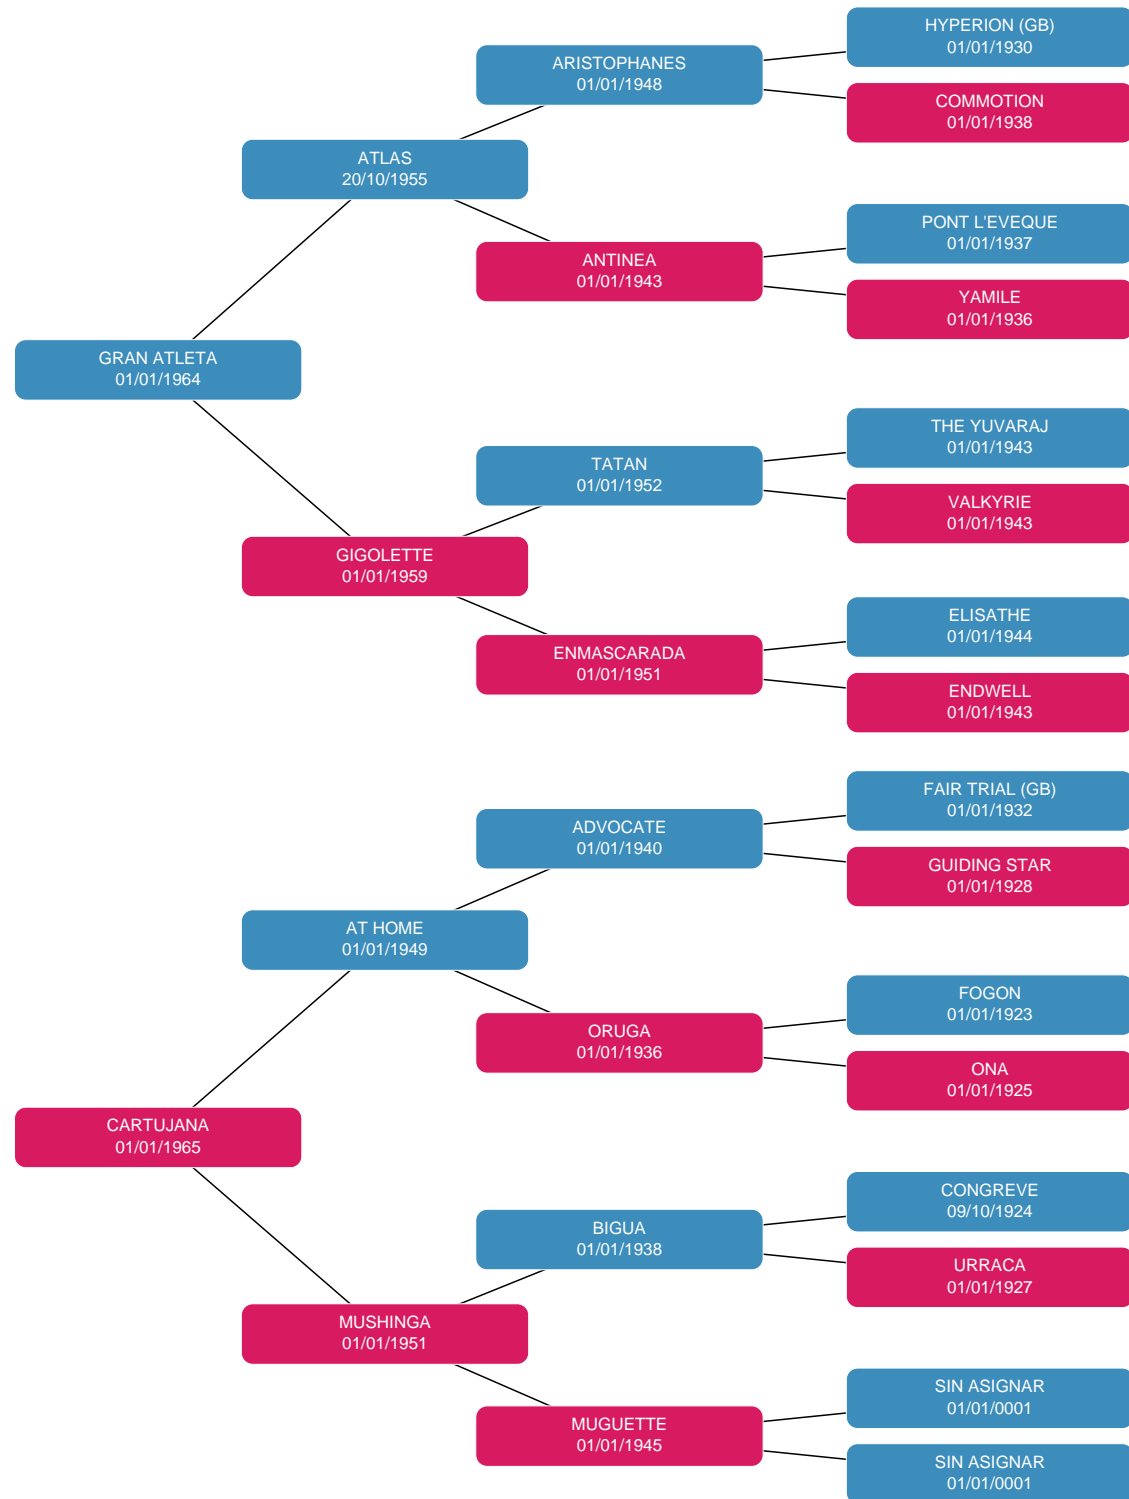 HYPERION (GB)
01/01/1930
ARISTOPHANES
01/01/1948
COMMOTION
01/01/1938
ATLAS
20/10/1955
PONT L'EVEQUE
01/01/1937
ANTINEA
01/01/1943
YAMILE
01/01/1936
GRAN ATLETA
01/01/1964
THE YUVARAJ
01/01/1943
TATAN
01/01/1952
VALKYRIE
01/01/1943
GIGOLETTE
01/01/1959
ELISATHE
01/01/1944
ENMASCARADA
01/01/1951
ENDWELL
01/01/1943
FAIR TRIAL (GB)
01/01/1932
ADVOCATE
01/01/1940
GUIDING STAR
01/01/1928
AT HOME
01/01/1949
FOGON
01/01/1923
ORUGA
01/01/1936
ONA
01/01/1925
CARTUJANA
01/01/1965
CONGREVE
09/10/1924
BIGUA
01/01/1938
URRACA
01/01/1927
MUSHINGA
01/01/1951
SIN ASIGNAR
01/01/0001
MUGUETTE
01/01/1945
SIN ASIGNAR
01/01/0001